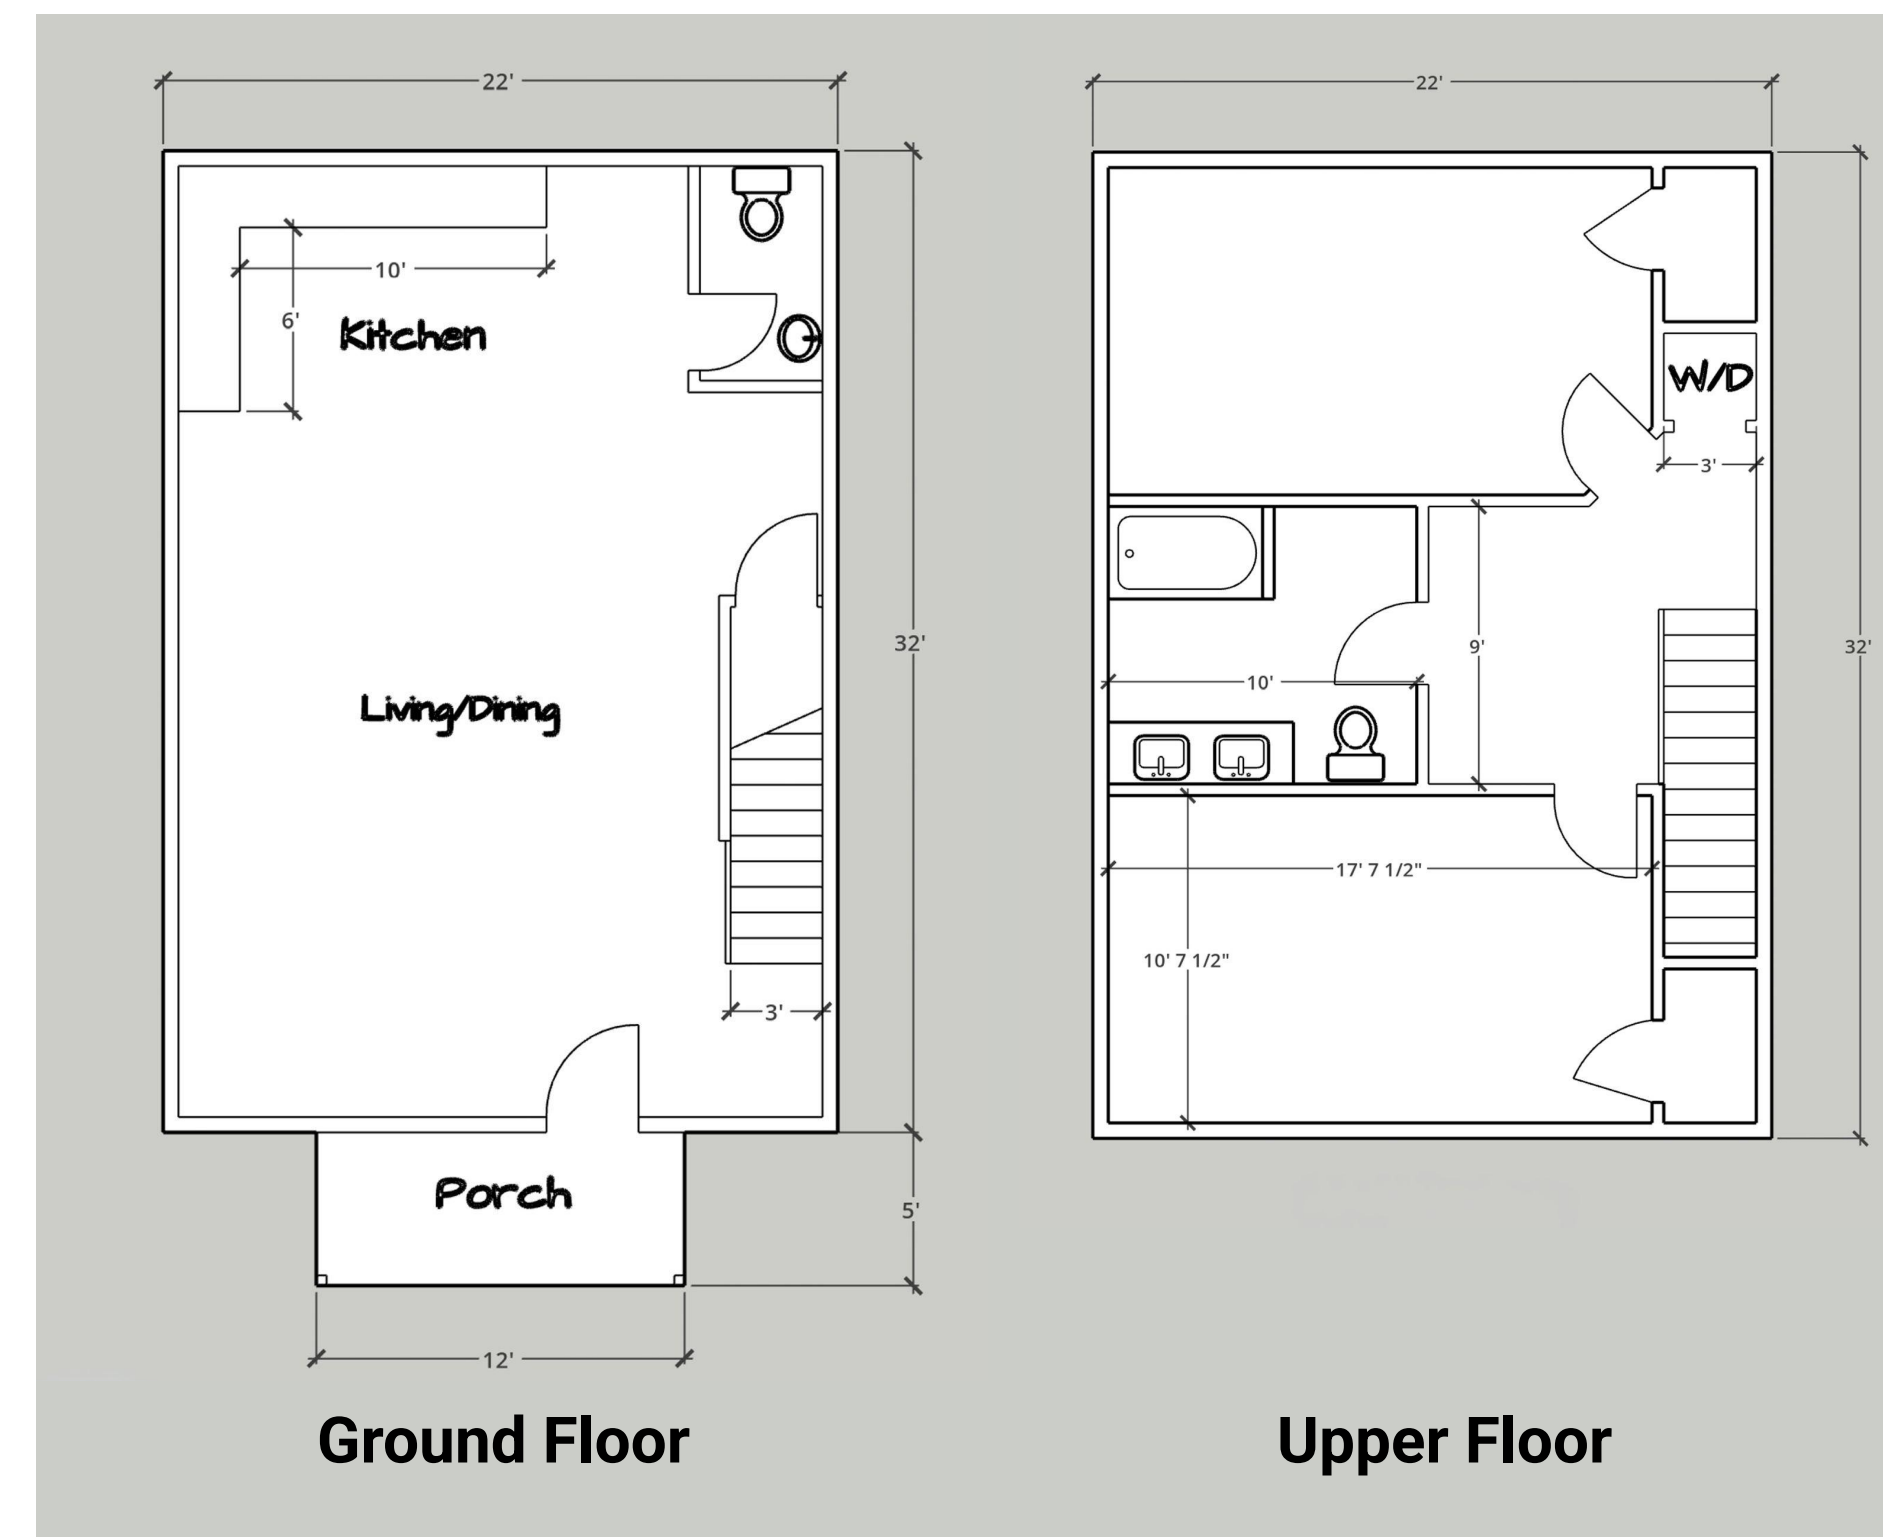 22'
10'
6'
Kitchen
32'
Living/Dining
3'
Porch
5'
12'
Ground Floor
22'
W/D
3'
9'
32'
10'
17' 7 1/2"
10' 7 1/2"
Upper Floor